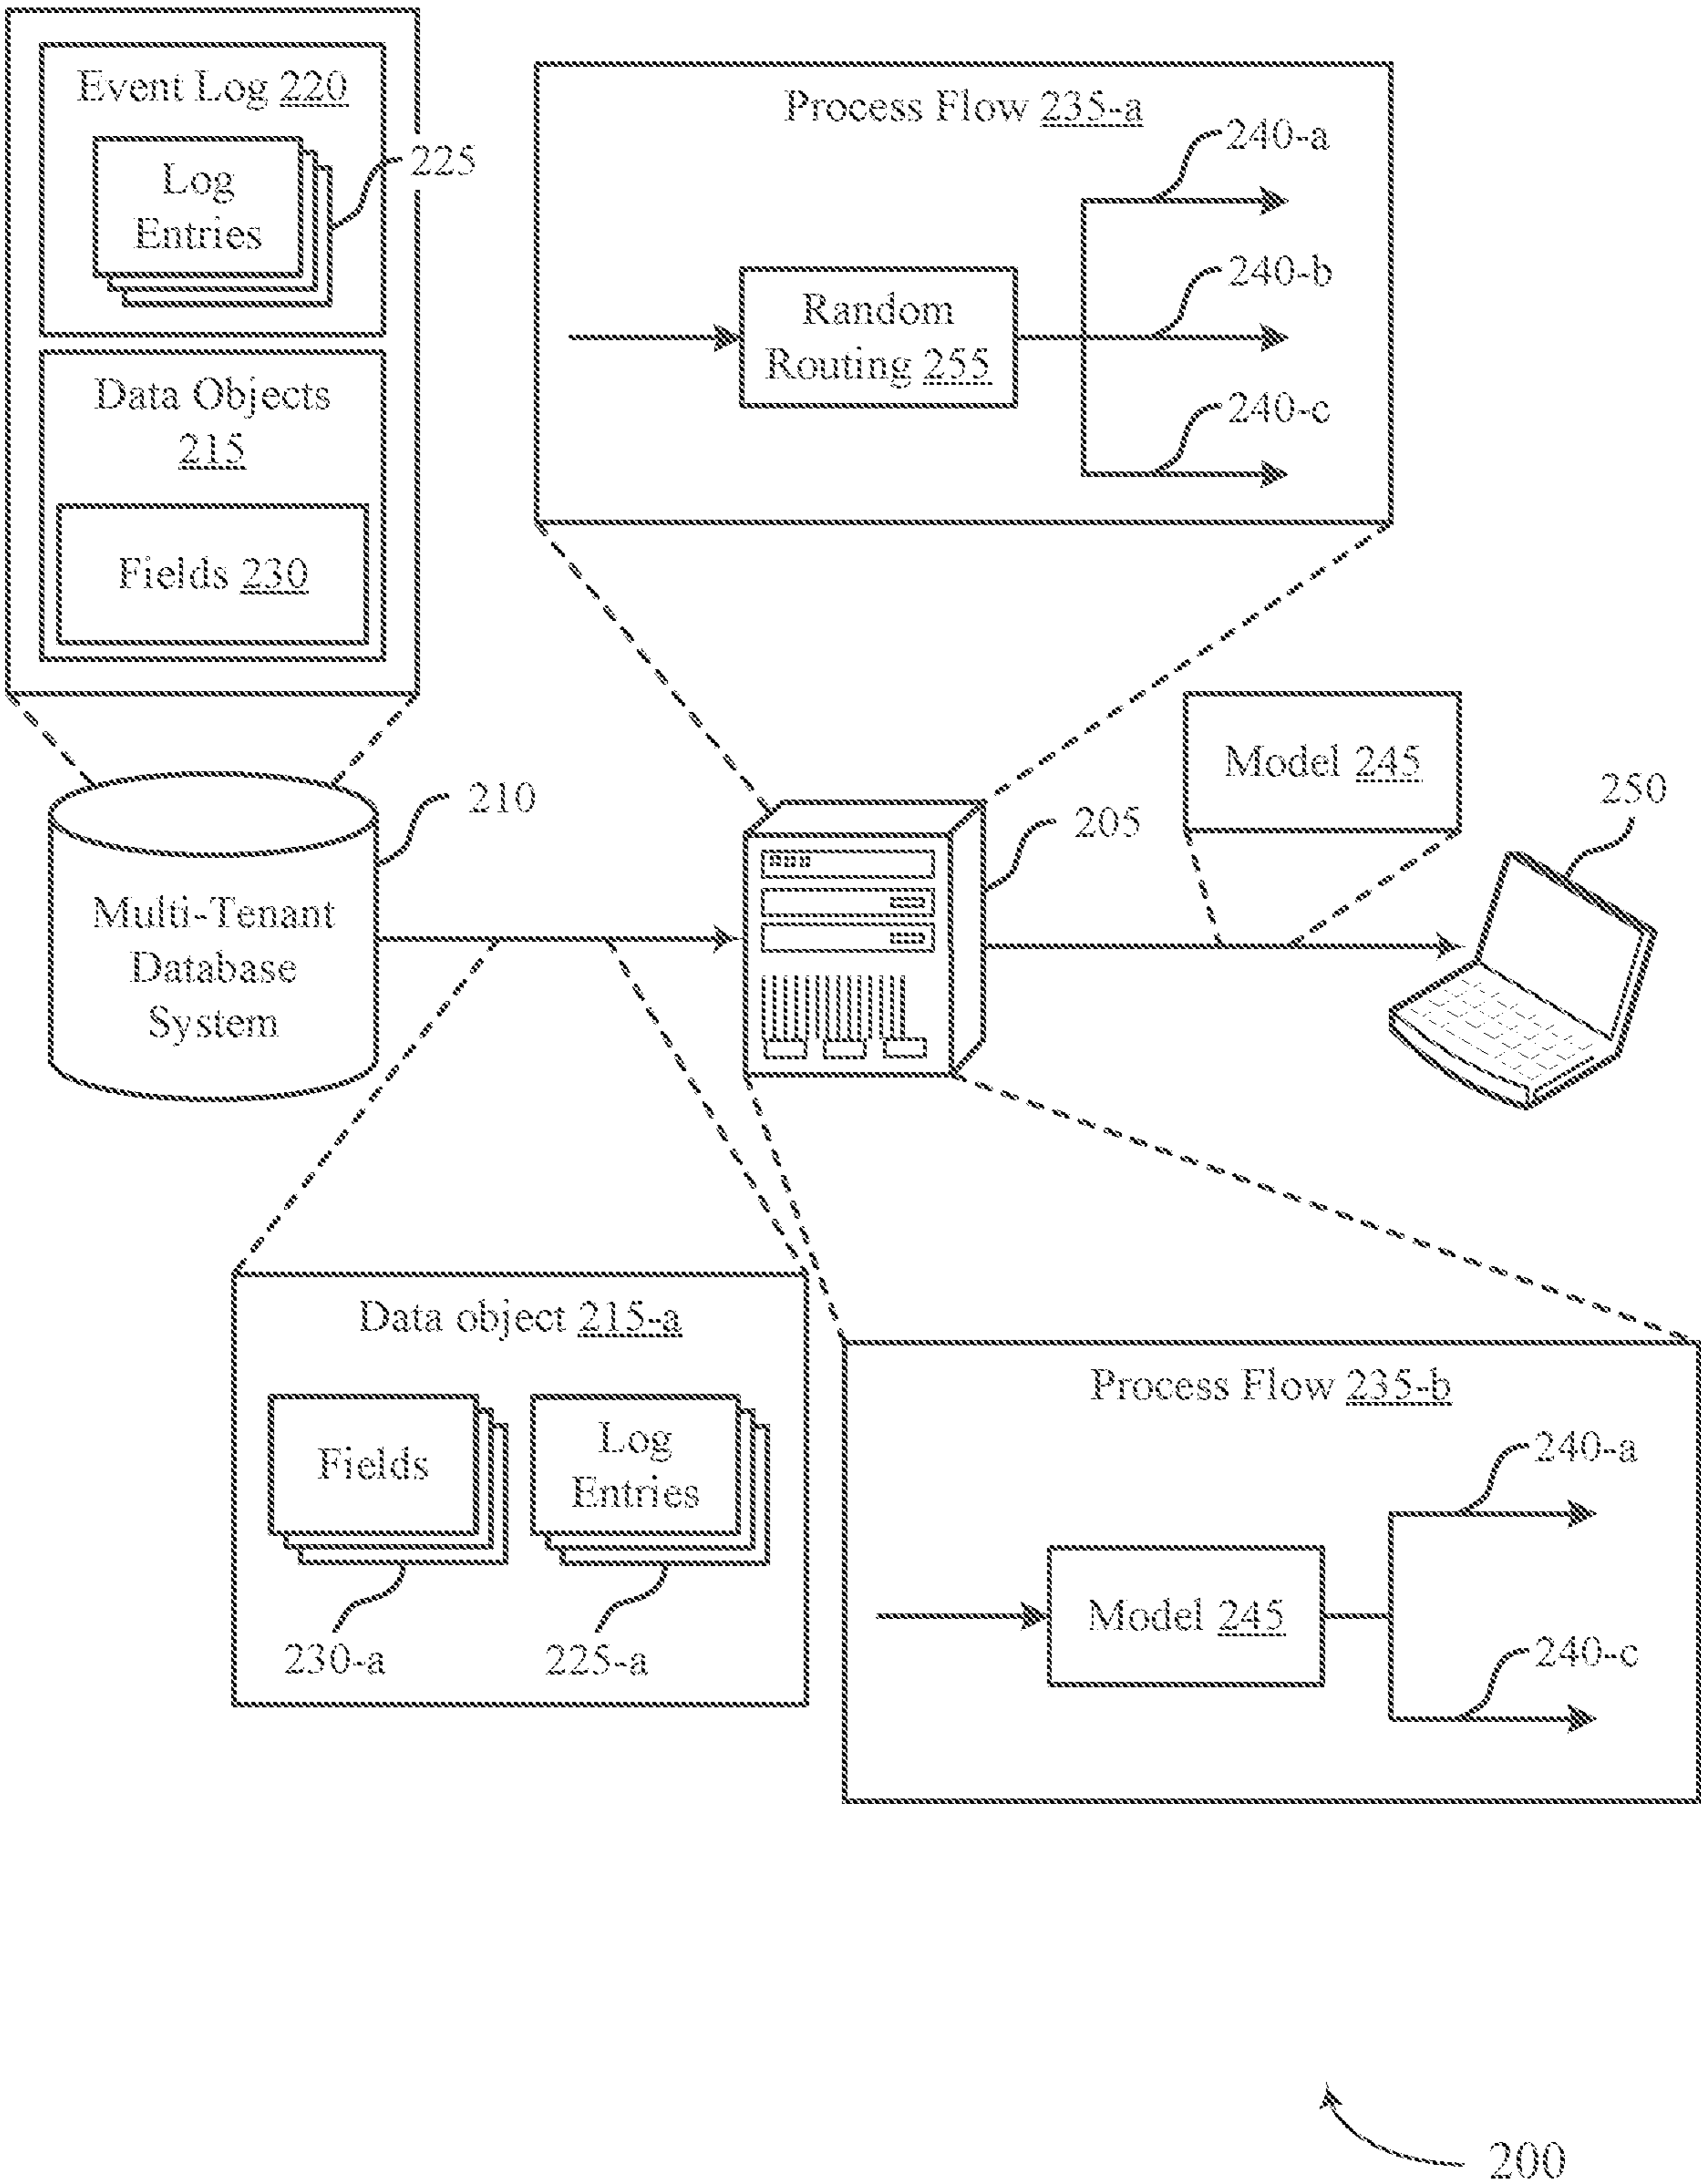 Event Log 220
Log
Entries
225
Data Objects
215
Fields 230
Process Flow 235-a
240-a
240-b
Random
Routing 255
240-c
Model 245
250
210
205
Multi-Tenant
Database
System
Data object 215-a
Fields
Log
Entries
230-a
225-a
Process Flow 235-b
240-a
Model 245
240-c
200